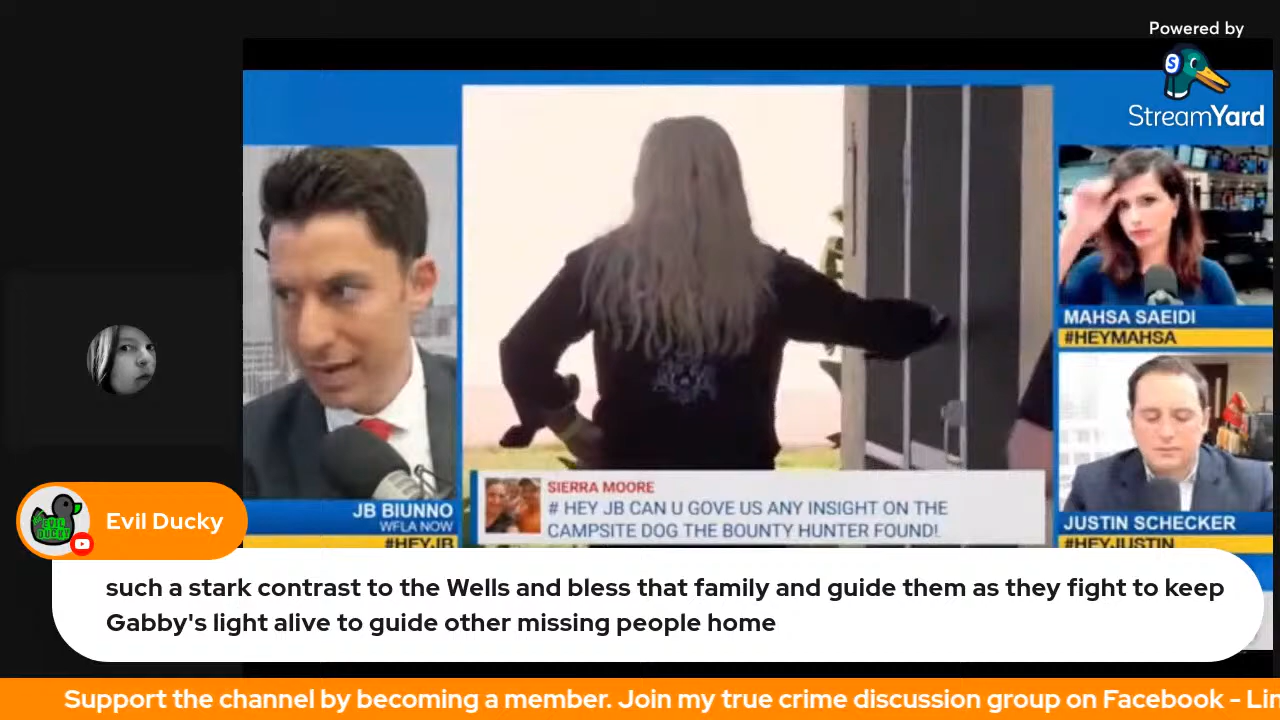 Powered by
StreamYard
MAHSA SAEIDI
#HEYMAHSA
SIERRA MOORE
# HEY JB CAN U GOVE US ANY INSIGHT ON THE
CAMPSITE DOG THE BOUNTY HUNTER FOUND!
JB BIUNNO
WFLA NOW
#HEYJB
JUSTIN SCHECKER
#HEYJUSTIN
EVIL
DUCKY
Evil Ducky
such a stark contrast to the Wells and bless that family and guide them as they fight to keep
Gabby's light alive to guide other missing people home
Support the channel by becoming a member. Join my true crime discussion group on Facebook - Lin